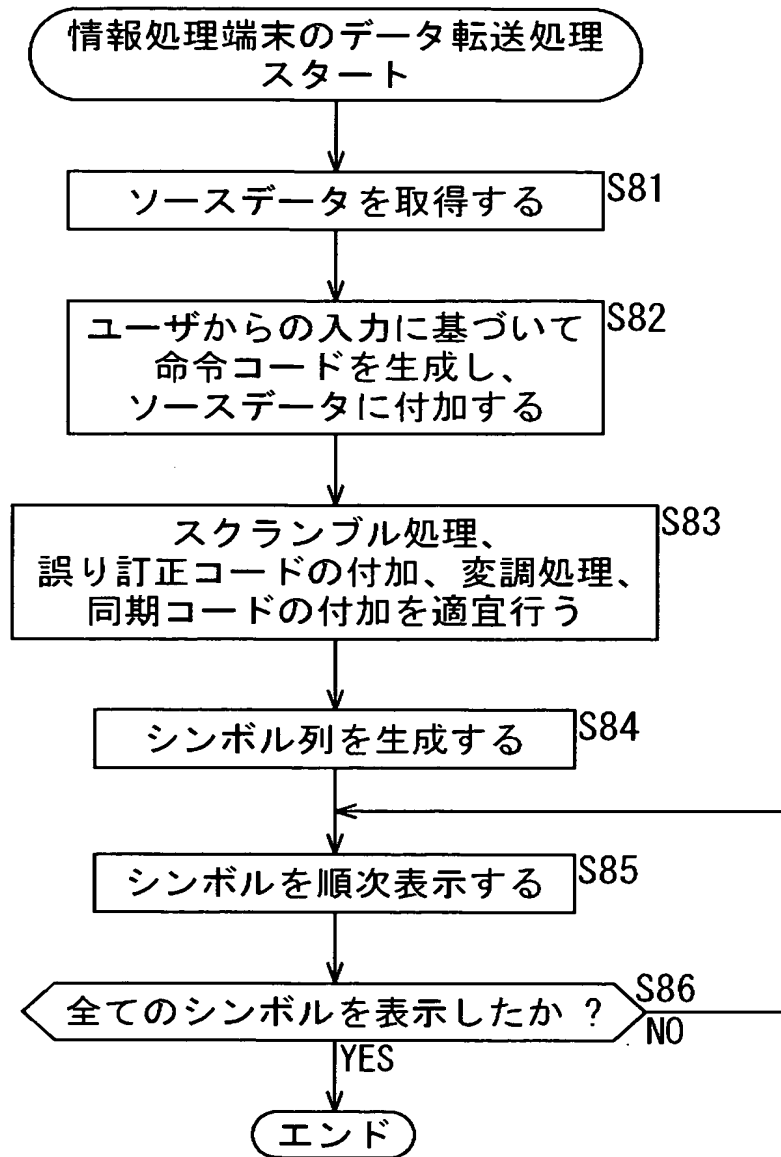 情報処理端末のデータ転送処理
スタート
ソースデータを取得する
S81
ユーザからの入力に基づいて
命令コードを生成し、
ソースデータに付加する
S82
スクランブル処理、
誤り訂正コードの付加、変調処理、
同期コードの付加を適宜行う
S83
シンボル列を生成する
S84
シンボルを順次表示する
S85
全てのシンボルを表示したか ?
S86
NO
YES
エンド